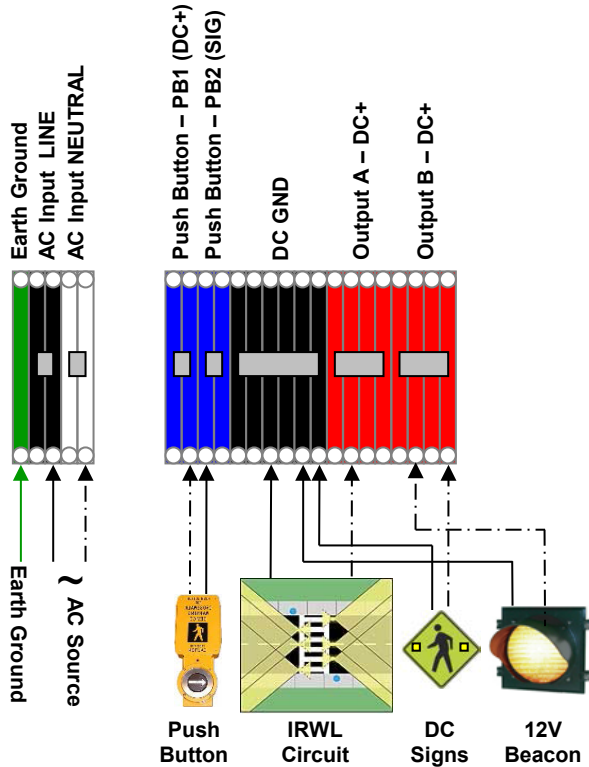 Earth Ground
AC Input LINE
AC Input NEUTRAL
Push Button – PB1 (DC+)
Push Button – PB2 (SIG)
DC GND
Output A – DC+
Output B – DC+
Earth Ground
~ AC Source
Push
Button
IRWL
Circuit
DC
Signs
12V
Beacon